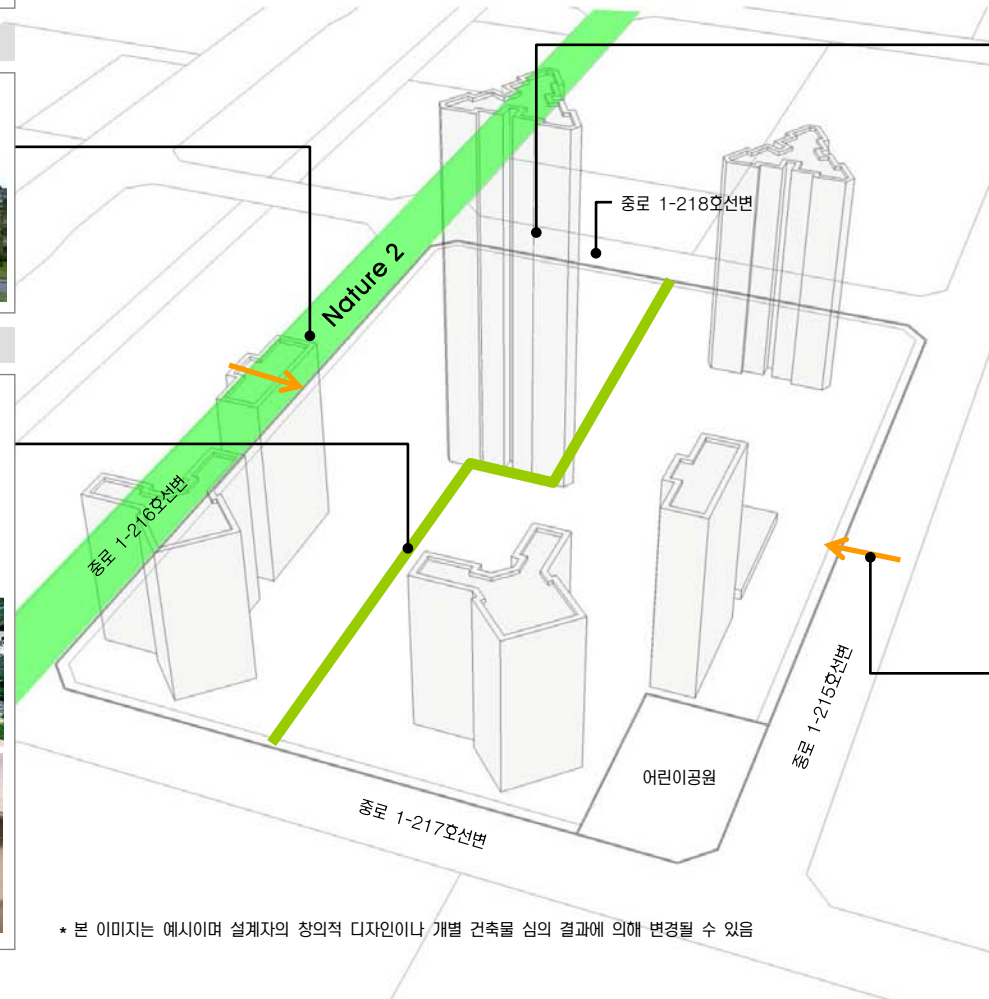 중로 1-218호선변
Nature 2
중로 1-216호선변
중로 1-215호선변
어린이공원
중로 1-217호선변
* 본 이미지는 예시이며 설계자의 창의적 디자인이나 개별 건축물 심의 결과에 의해 변경될 수 있음